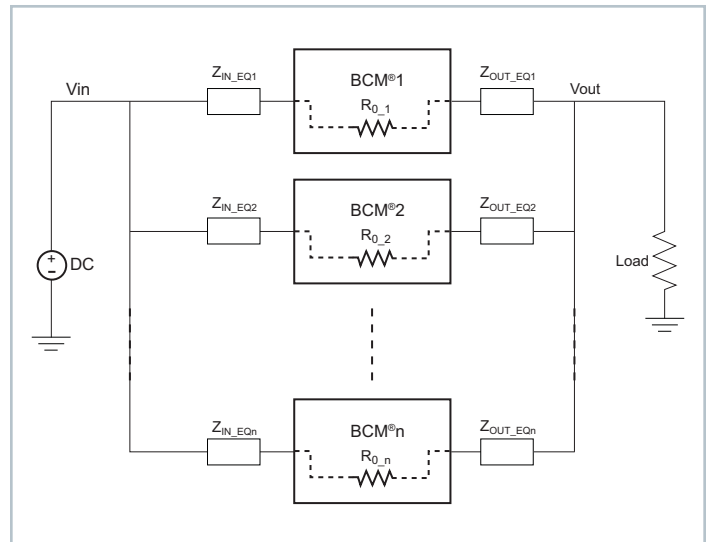 Vin
Z_IN_EQ1
BCM®1
R_0_1
Z_OUT_EQ1
Vout
Z_IN_EQ2
BCM®2
R_0_2
Z_OUT_EQ2
+
–
DC
Load
Z_IN_EQn
BCM®n
R_0_n
Z_OUT_EQn